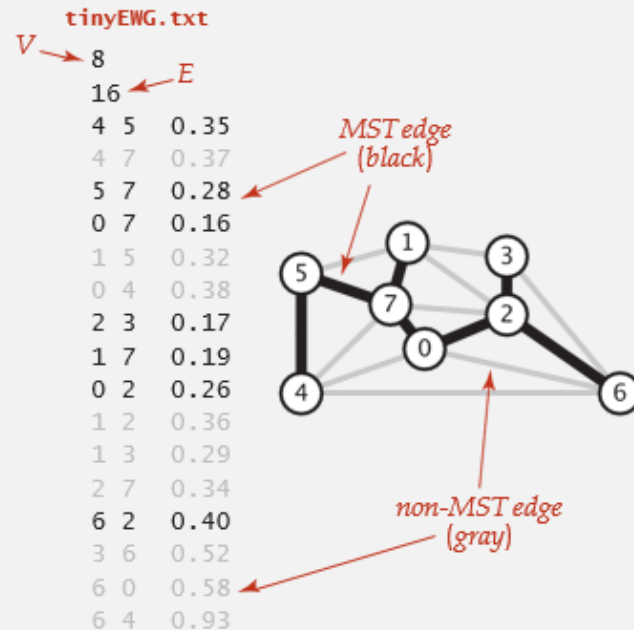 tinyEWG.txt
V
8
16
E
4 5 0.35
4 7 0.37
5 7 0.28
0 7 0.16
1 5 0.32
0 4 0.38
2 3 0.17
1 7 0.19
0 2 0.26
1 2 0.36
1 3 0.29
2 7 0.34
6 2 0.40
3 6 0.52
6 0 0.58
6 4 0.93
MST edge
(black)
1
3
5
7
2
0
4
6
non-MST edge
(gray)